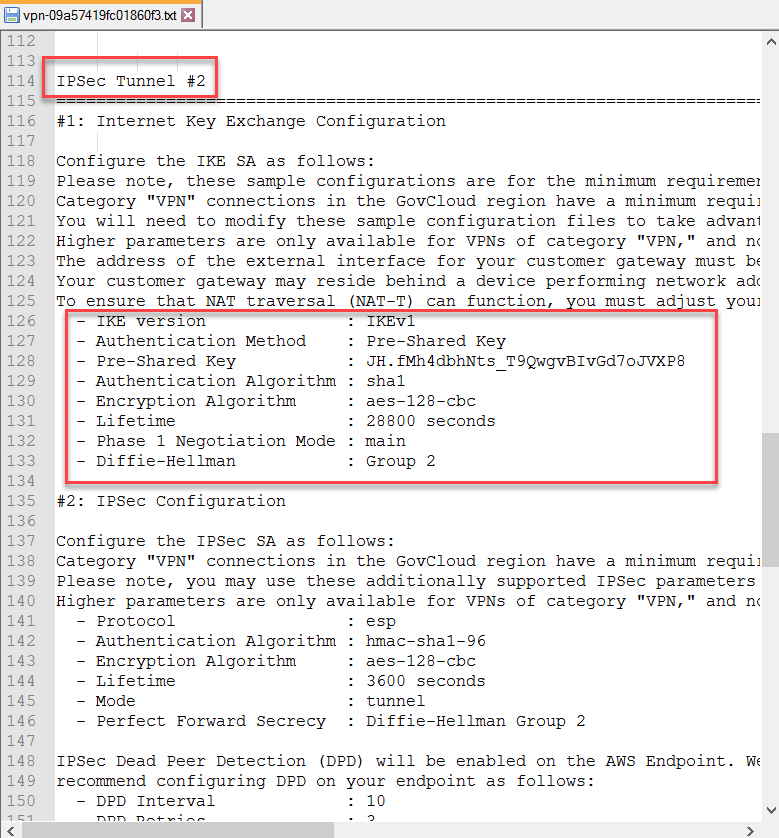 vpn-09a57419fc01860f3.txt
112
113
114 IPSec Tunnel #2
115 ================================================================================
116 #1: Internet Key Exchange Configuration
117
118 Configure the IKE SA as follows:
119 Please note, these sample configurations are for the minimum requiremen
120 Category "VPN" connections in the GovCloud region have a minimum requi
121 You will need to modify these sample configuration files to take advant
122 Higher parameters are only available for VPNs of category "VPN," and no
123 The address of the external interface for your customer gateway must be
124 Your customer gateway may reside behind a device performing network add
125 To ensure that NAT traversal (NAT-T) can function, you must adjust your
126 - IKE version : IKEv1
127 - Authentication Method : Pre-Shared Key
128 - Pre-Shared Key : JH.fMh4dbhNts_T9QwgvBIvGd7oJVXP8
129 - Authentication Algorithm : sha1
130 - Encryption Algorithm : aes-128-cbc
131 - Lifetime : 28800 seconds
132 - Phase 1 Negotiation Mode : main
133 - Diffie-Hellman : Group 2
134
135 #2: IPSec Configuration
136
137 Configure the IPSec SA as follows:
138 Category "VPN" connections in the GovCloud region have a minimum requi
139 Please note, you may use these additionally supported IPSec parameters
140 Higher parameters are only available for VPNs of category "VPN," and no
141 - Protocol : esp
142 - Authentication Algorithm : hmac-sha1-96
143 - Encryption Algorithm : aes-128-cbc
144 - Lifetime : 3600 seconds
145 - Mode : tunnel
146 - Perfect Forward Secrecy : Diffie-Hellman Group 2
147
148 IPSec Dead Peer Detection (DPD) will be enabled on the AWS Endpoint. We
149 recommend configuring DPD on your endpoint as follows:
150 - DPD Interval : 10
151 - DPD Retries : 3